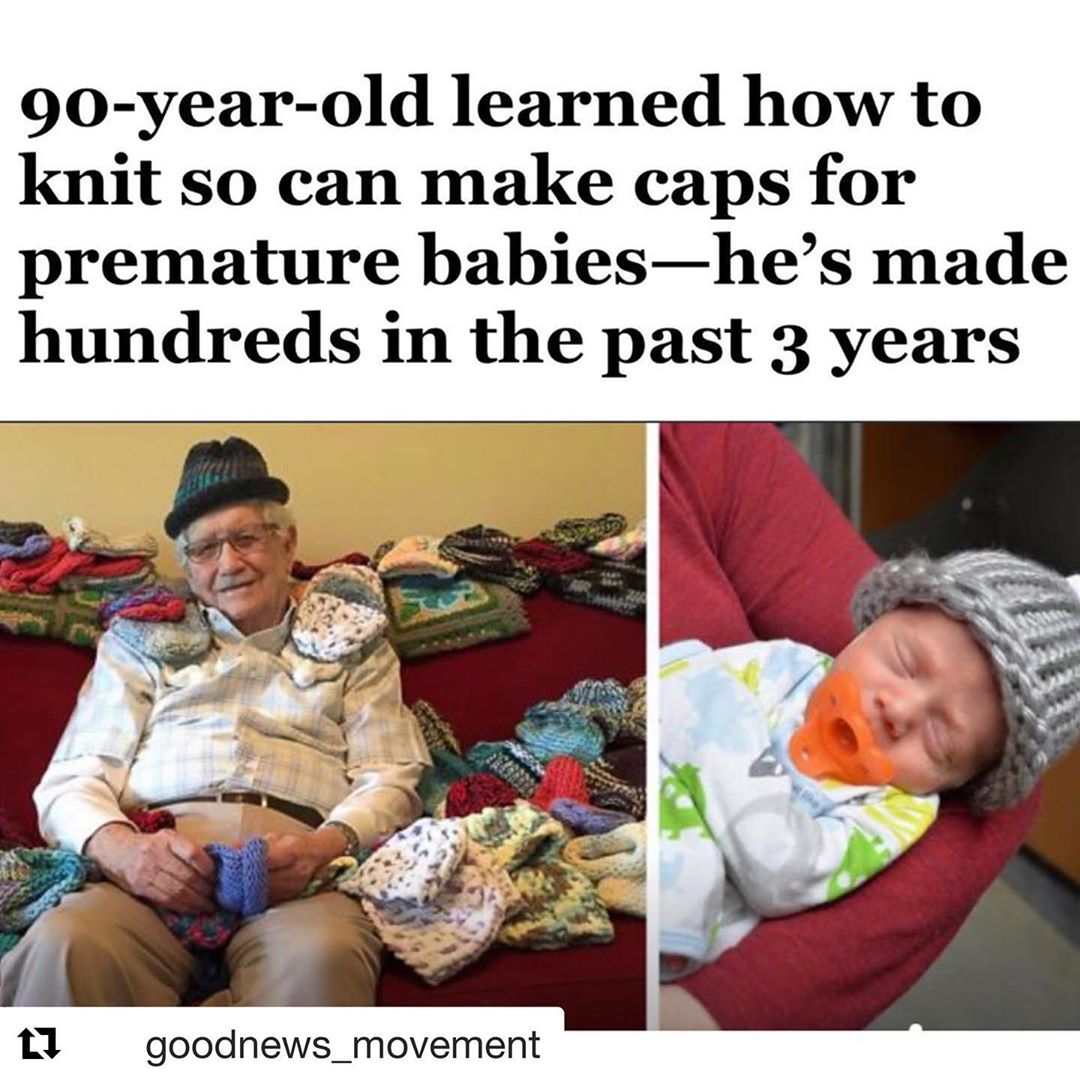 90-year-old learned how to
knit so can make caps for
premature babies—he’s made
hundreds in the past 3 years
goodnews_movement